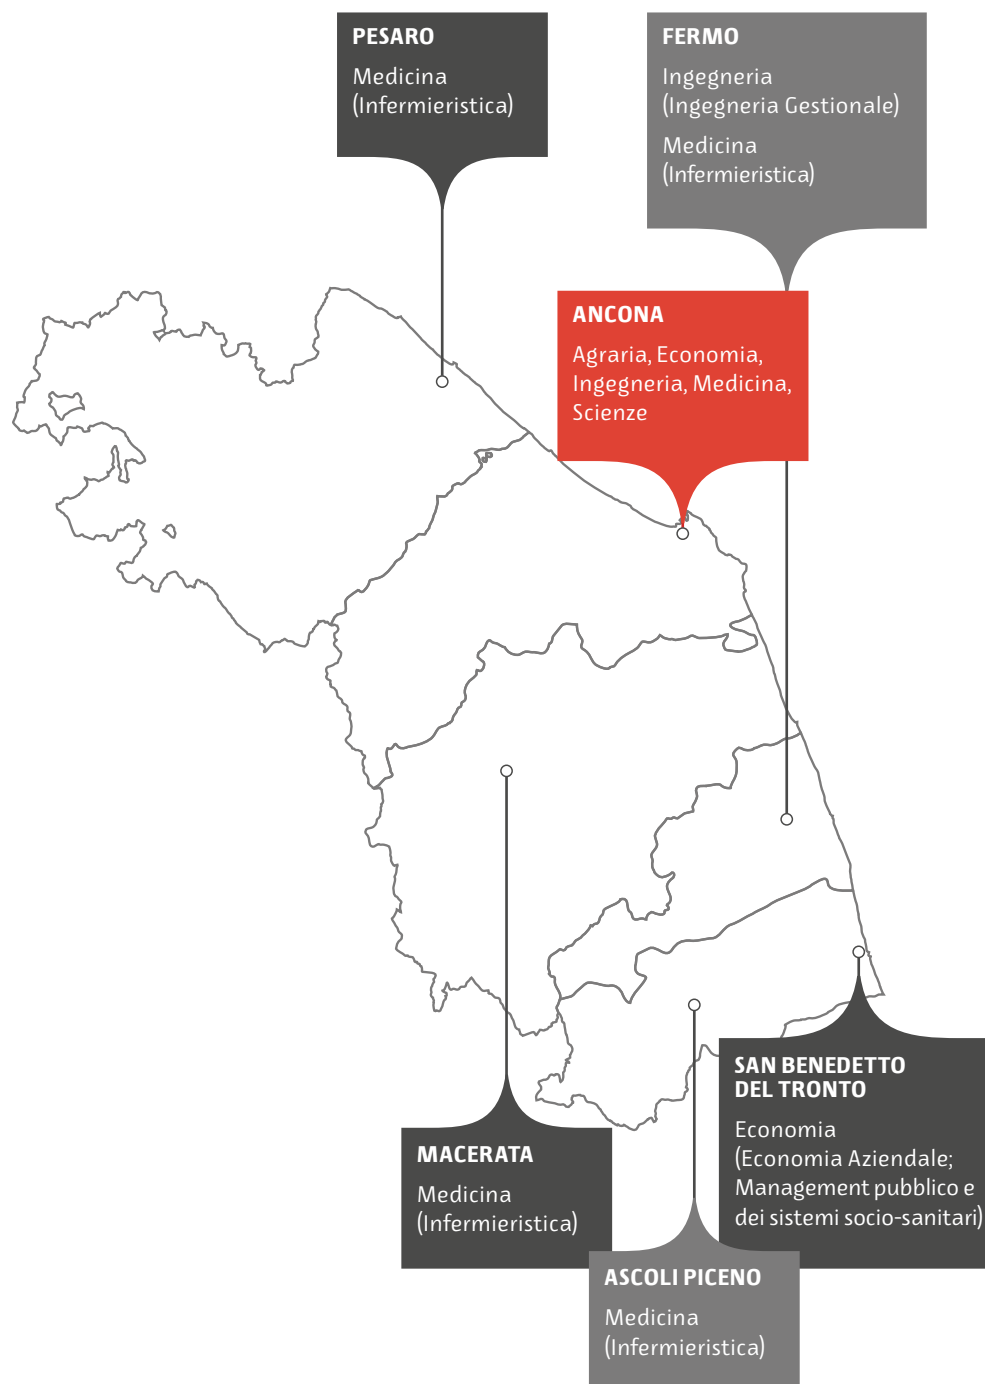 PESARO
Medicina
(Infermieristica)
FERMO
Ingegneria
(Ingegneria Gestionale)
Medicina
(Infermieristica)
ANCONA
Agraria, Economia,
Ingegneria, Medicina,
Scienze
SAN BENEDETTO
DEL TRONTO
Economia
(Economia Aziendale;
Management pubblico e
dei sistemi socio-sanitari)
MACERATA
Medicina
(Infermieristica)
ASCOLI PICENO
Medicina
(Infermieristica)